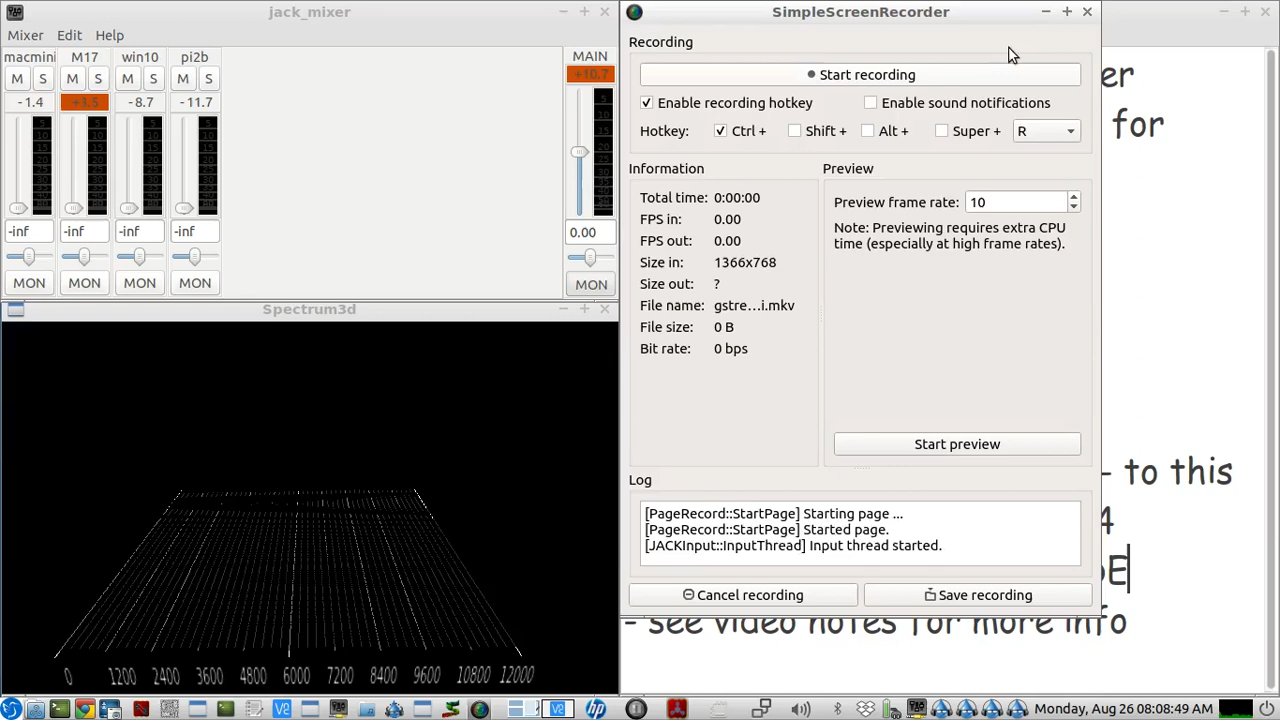 jack_mixer
Mixer Edit Help
macmini M17 win10 pi2b MAIN
M S M S M S M S +10.7
-1.4 +1.5 -8.7 -11.7
-inf -inf -inf -inf 0.00
MON MON MON MON MON
Spectrum3d
0 1200 2400 3600 4800 6000 7200 8400 9600 10800 12000
SimpleScreenRecorder
Recording
Start recording
Enable recording hotkey Enable sound notifications
Hotkey: Ctrl + Shift + Alt + Super + R
Information
Total time: 0:00:00
FPS in: 0.00
FPS out: 0.00
Size in: 1366x768
Size out: ?
File name: gstre...i.mkv
File size: 0 B
Bit rate: 0 bps
Preview
Preview frame rate: 10
Note: Previewing requires extra CPU
time (especially at high frame rates).
Start preview
Log
[PageRecord::StartPage] Starting page ...
[PageRecord::StartPage] Started page.
[JACKInput::InputThread] Input thread started.
Cancel recording Save recording
er
for
- to this
4
E
- see video notes for more info
Monday, Aug 26 08:08:49 AM